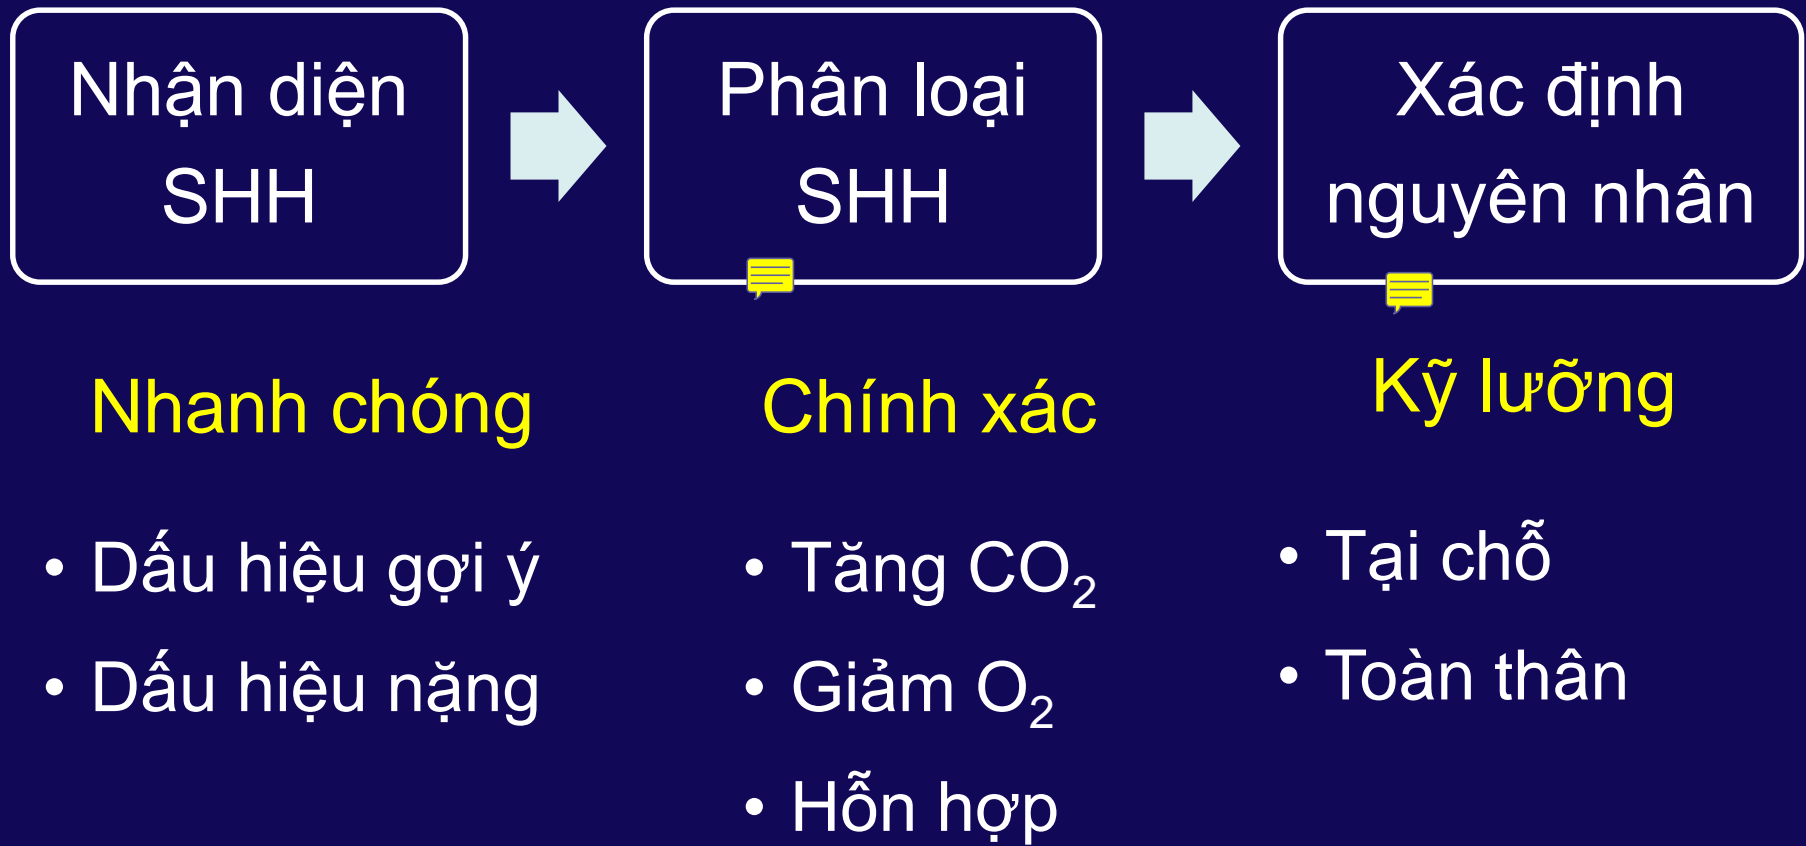 Nhận diện
SHH
Phân loại
SHH
Xác định
nguyên nhân
Nhanh chóng
Chính xác
Kỹ lưỡng
• Dấu hiệu gợi ý
• Dấu hiệu nặng
• Tăng CO₂
• Giảm O₂
• Hỗn hợp
• Tại chỗ
• Toàn thân